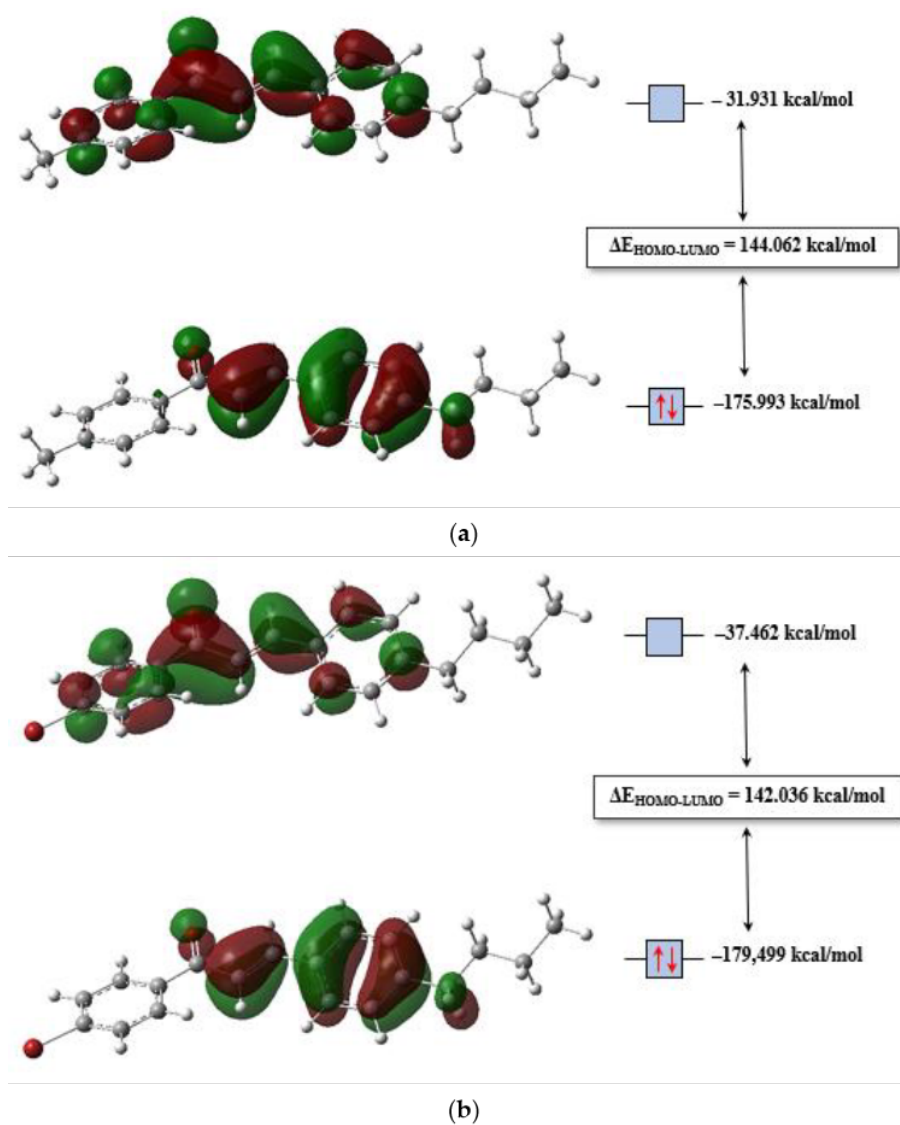 – 31.931 kcal/mol
ΔEHOMO-LUMO = 144.062 kcal/mol
–175.993 kcal/mol
(a)
–37.462 kcal/mol
ΔEHOMO-LUMO = 142.036 kcal/mol
–179,499 kcal/mol
(b)